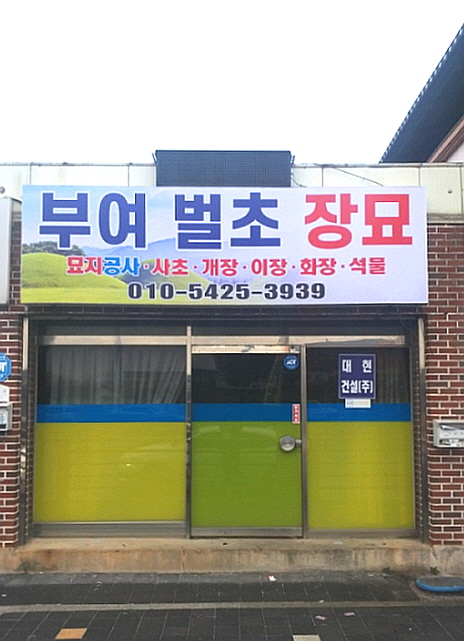 부여 벌초 장묘
묘지공사·사초·개장·이장·화장·석물
010-5425-3939
대 현
건설(주)